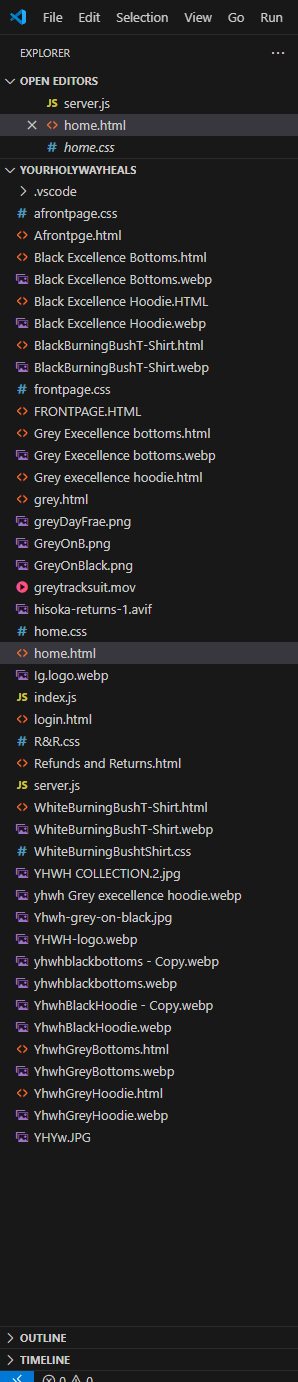 File Edit Selection View Go Run
EXPLORER
OPEN EDITORS
JS server.js
home.html
# home.css
YOURHOLYWAYHEALS
.vscode
# afrontpage.css
Afrontpge.html
Black Excellence Bottoms.html
Black Excellence Bottoms.webp
Black Excellence Hoodie.HTML
Black Excellence Hoodie.webp
BlackBurningBushT-Shirt.html
BlackBurningBushT-Shirt.webp
# frontpage.css
FRONTPAGE.HTML
Grey Execellence bottoms.html
Grey Execellence bottoms.webp
Grey execellence hoodie.html
grey.html
greyDayFrae.png
GreyOnB.png
GreyOnBlack.png
greytracksuit.mov
hisoka-returns-1.avif
# home.css
home.html
Ig.logo.webp
JS index.js
login.html
# R&R.css
Refunds and Returns.html
JS server.js
WhiteBurningBushT-Shirt.html
WhiteBurningBushT-Shirt.webp
# WhiteBurningBushtShirt.css
YHWH COLLECTION.2.jpg
yhwh Grey execellence hoodie.webp
Yhwh-grey-on-black.jpg
YHWH-logo.webp
yhwhblackbottoms - Copy.webp
yhwhblackbottoms.webp
YhwhBlackHoodie - Copy.webp
YhwhBlackHoodie.webp
YhwhGreyBottoms.html
YhwhGreyBottoms.webp
YhwhGreyHoodie.html
YhwhGreyHoodie.webp
YHYw.JPG
OUTLINE
TIMELINE
0 0